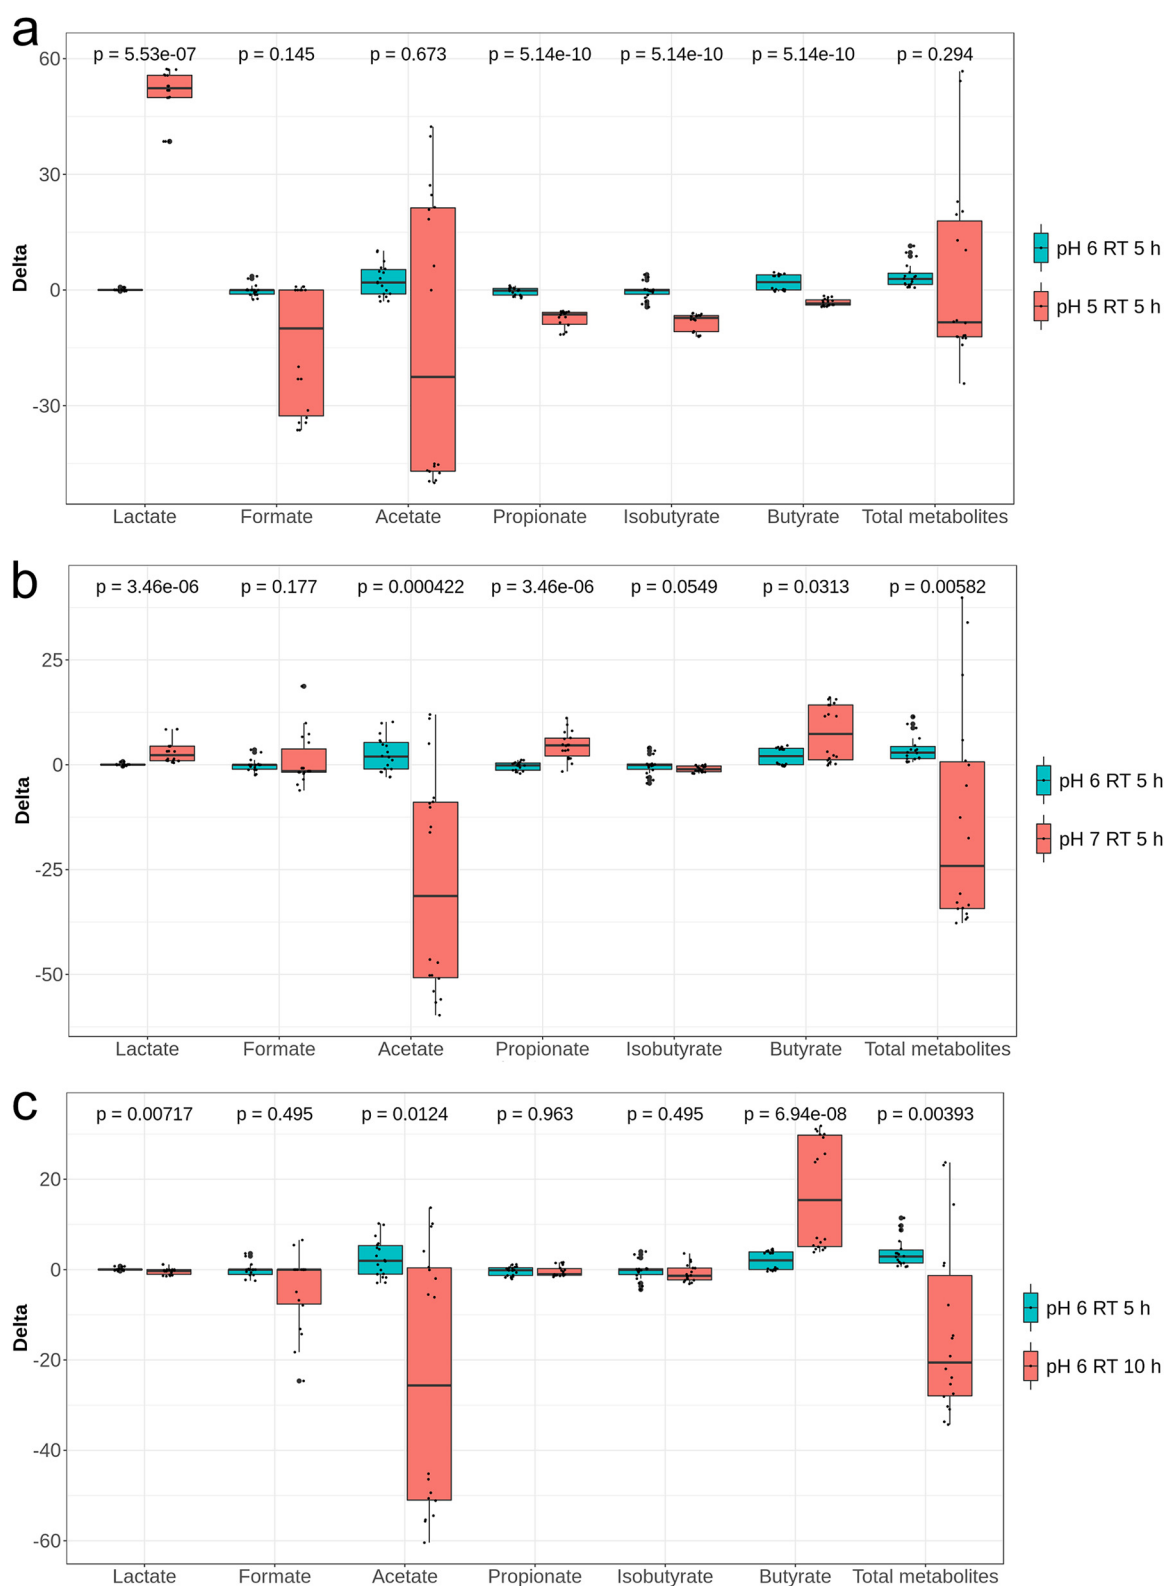 a
p = 5.53e-07 p = 0.145 p = 0.673 p = 5.14e-10 p = 5.14e-10 p = 5.14e-10 p = 0.294
60
30
0
-30
Delta
pH 6 RT 5 h
pH 5 RT 5 h
Lactate Formate Acetate Propionate Isobutyrate Butyrate Total metabolites
b
p = 3.46e-06 p = 0.177 p = 0.000422 p = 3.46e-06 p = 0.0549 p = 0.0313 p = 0.00582
25
0
-25
-50
Delta
pH 6 RT 5 h
pH 7 RT 5 h
Lactate Formate Acetate Propionate Isobutyrate Butyrate Total metabolites
c
p = 0.00717 p = 0.495 p = 0.0124 p = 0.963 p = 0.495 p = 6.94e-08 p = 0.00393
20
0
-20
-40
-60
Delta
pH 6 RT 5 h
pH 6 RT 10 h
Lactate Formate Acetate Propionate Isobutyrate Butyrate Total metabolites